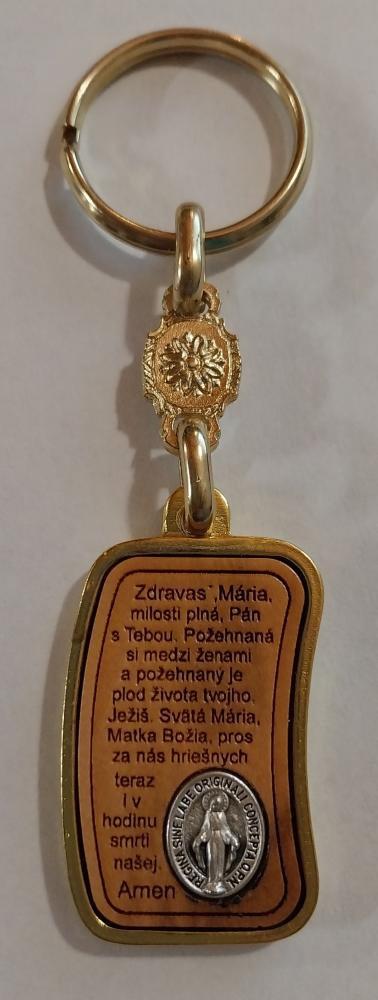 Zdravas´,Mária,
milosti plná, Pán
s Tebou. Požehnaná
si medzi ženami
a požehnaný je
plod života tvojho.
Ježiš. Svätá Mária,
Matka Božia, pros
za nás hriešnych
teraz
i v
hodinu
smrti
našej.
Amen
REGINA SINE LABE ORIGINALI CONCEPTA O.P.N.